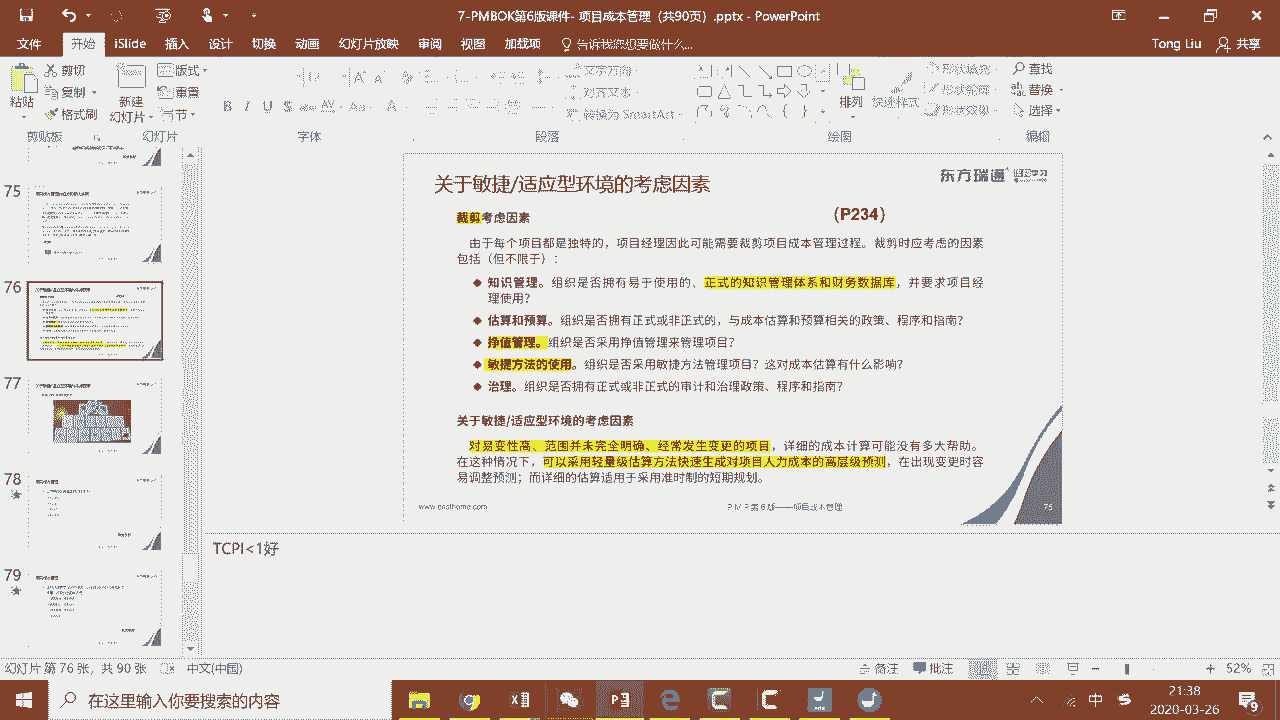 7-PMBOK第6版课件- 项目成本管理（共90页）.pptx - PowerPoint
文件 开始 iSlide 插入 设计 切换 动画 幻灯片放映 审阅 视图 加载项 告诉我您想要做什么... Tong Liu 共享
粘贴 剪切 复制 格式刷 新建 幻灯片 版式 重置 节
文字方向 对齐文本 转换为 SmartArt
排列 快速样式 形状填充 形状轮廓 形状效果 查找 替换 选择
剪贴板 幻灯片 字体 段落 绘图 编辑
75
76
77
78
79
关于敏捷/适应型环境的考虑因素
东方瑞通
裁剪考虑因素
（P234）
由于每个项目都是独特的，项目经理因此可能需要裁剪项目成本管理过程。裁剪时应考虑的因素
包括（但不限于）：
◆ 知识管理。组织是否拥有易于使用的、正式的知识管理体系和财务数据库，并要求项目经
理使用？
◆ 估算和预算。组织是否拥有正式或非正式的，与成本估算和预算相关的政策、程序和指南？
◆ 挣值管理。组织是否采用挣值管理来管理项目？
◆ 敏捷方法的使用。组织是否采用敏捷方法管理项目？这对成本估算有什么影响？
◆ 治理。组织是否拥有正式或非正式的审计和治理政策、程序和指南？
关于敏捷/适应型环境的考虑因素
对易变性高、范围并未完全明确、经常发生变更的项目，详细的成本计算可能没有多大帮助。
在这种情况下，可以采用轻量级估算方法快速生成对项目人力成本的高层级预测，在出现变更时容
易调整预测；而详细的估算适用于采用准时制的短期规划。
PMP第6版——项目成本管理
76
TCPI<1好
幻灯片 第 76 张，共 90 张 中文(中国) 备注 批注 52%
在这里输入你要搜索的内容
中
21:38
2020-03-26